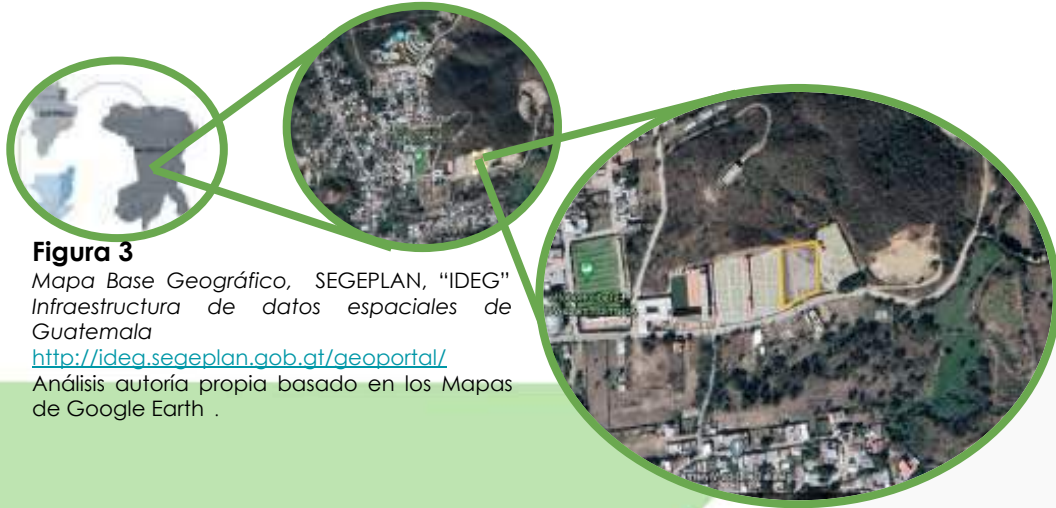 Figura 3
Mapa Base Geográfico, SEGEPLAN, “IDEG”
Infraestructura de datos espaciales de
Guatemala
http://ideg.segeplan.gob.gt/geoportal/
Análisis autoría propia basado en los Mapas
de Google Earth .